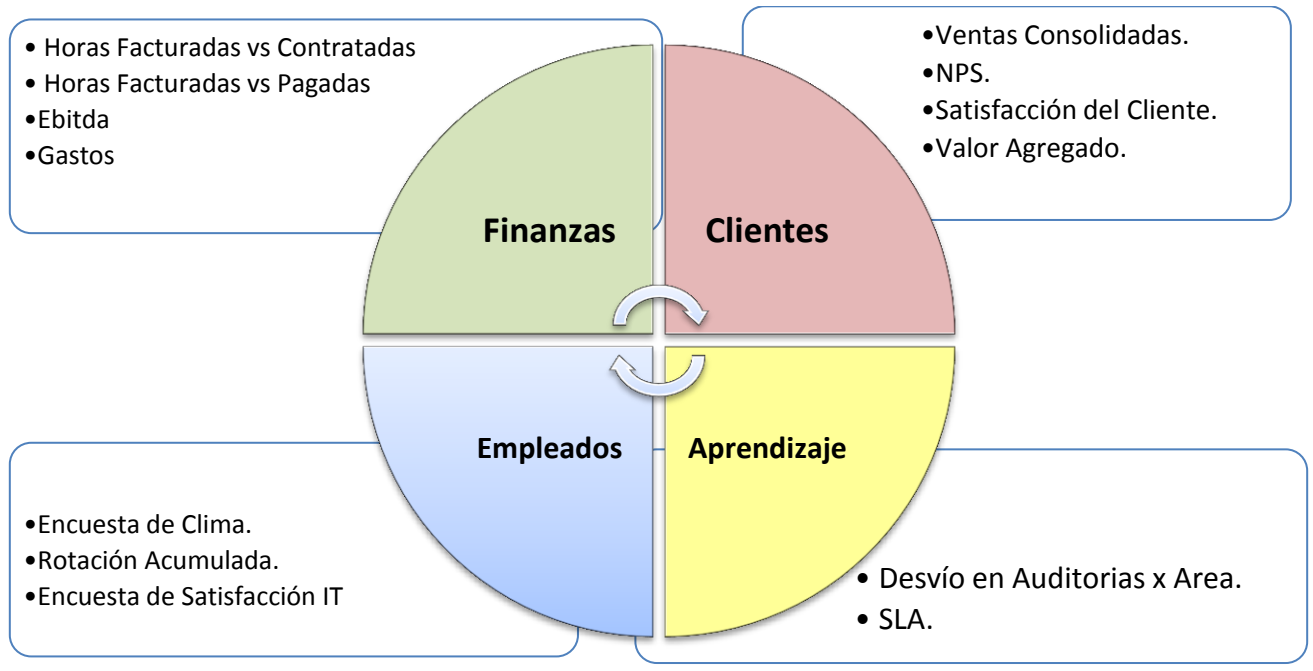 • Horas Facturadas vs Contratadas
• Horas Facturadas vs Pagadas
•Ebitda
•Gastos
•Ventas Consolidadas.
•NPS.
•Satisfacción del Cliente.
•Valor Agregado.
Finanzas
Clientes
Empleados
Aprendizaje
•Encuesta de Clima.
•Rotación Acumulada.
•Encuesta de Satisfacción IT
• Desvío en Auditorias x Area.
• SLA.